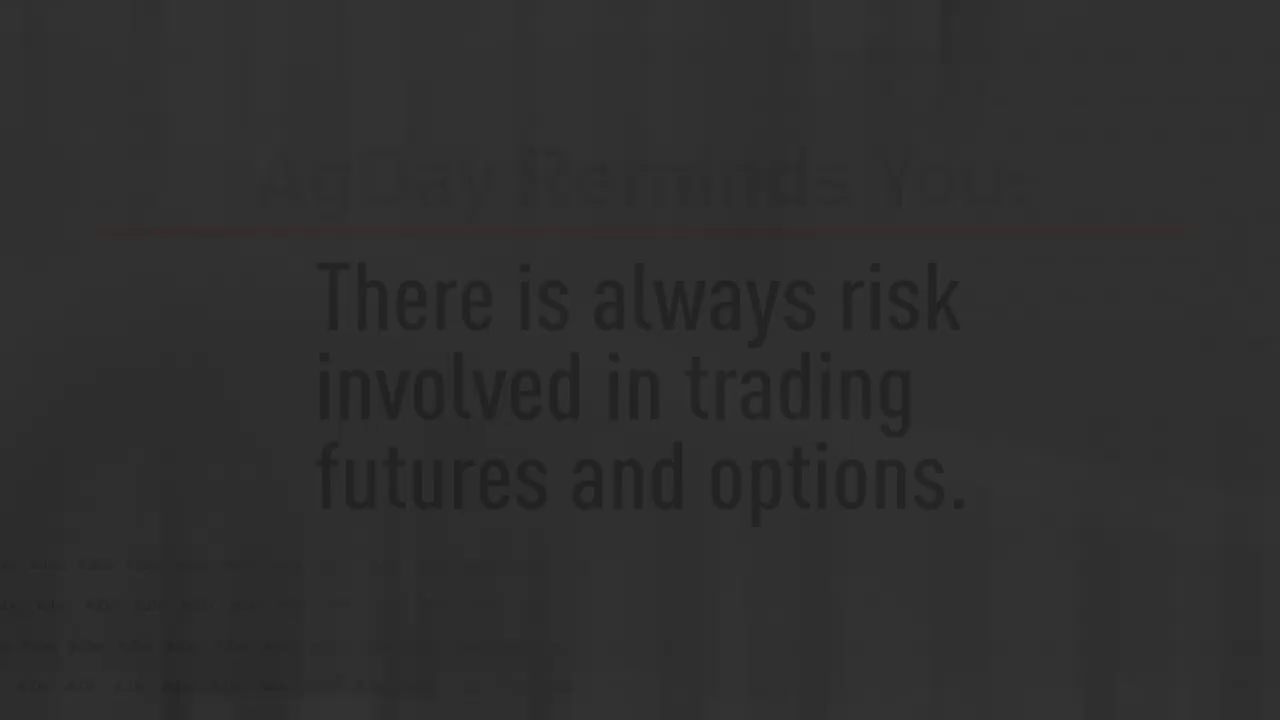 AgDay Reminds You:
There is always risk
involved in trading
futures and options.